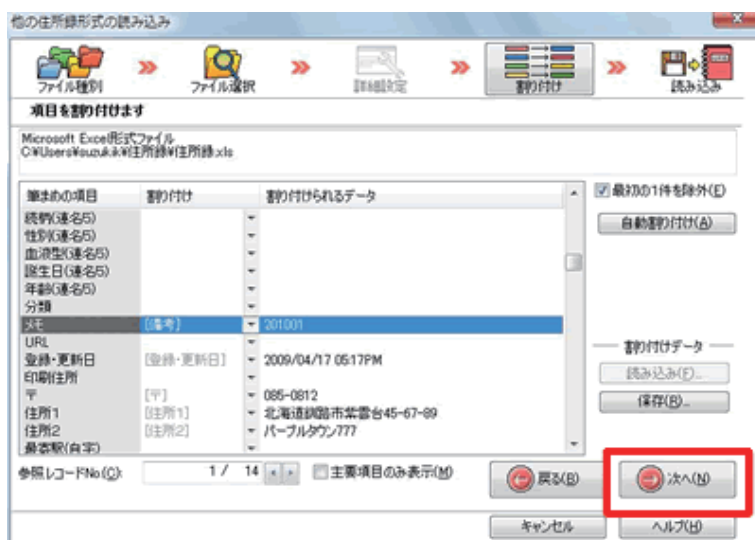 他の住所録形式の読み込み
ファイル種別
ファイル選択
詳細設定
割り付け
読み込み
項目を割り付けます
Microsoft Excel形式ファイル
C:¥Users¥suzuki.k¥住所録¥住所録.xls
筆まめの項目 割り付け 割り付けられるデータ
続柄(連名5)
性別(連名5)
血液型(連名5)
誕生日(連名5)
年齢(連名5)
分類
メモ [備考] 201001
URL
登録・更新日 [登録・更新日] 2009/04/17 05:17PM
印刷住所
〒 [〒] 085-0812
住所1 [住所1] 北海道釧路市紫雲台45-67-89
住所2 [住所2] パープルタウン777
最寄駅(自宅)
最初の1件を除外(E)
自動割り付け(A)
割り付けデータ
読み込み(F)...
保存(R)...
参照レコードNo(C): 1 / 14 主要項目のみ表示(M)
戻る(B)
次へ(N)
キャンセル
ヘルプ(H)